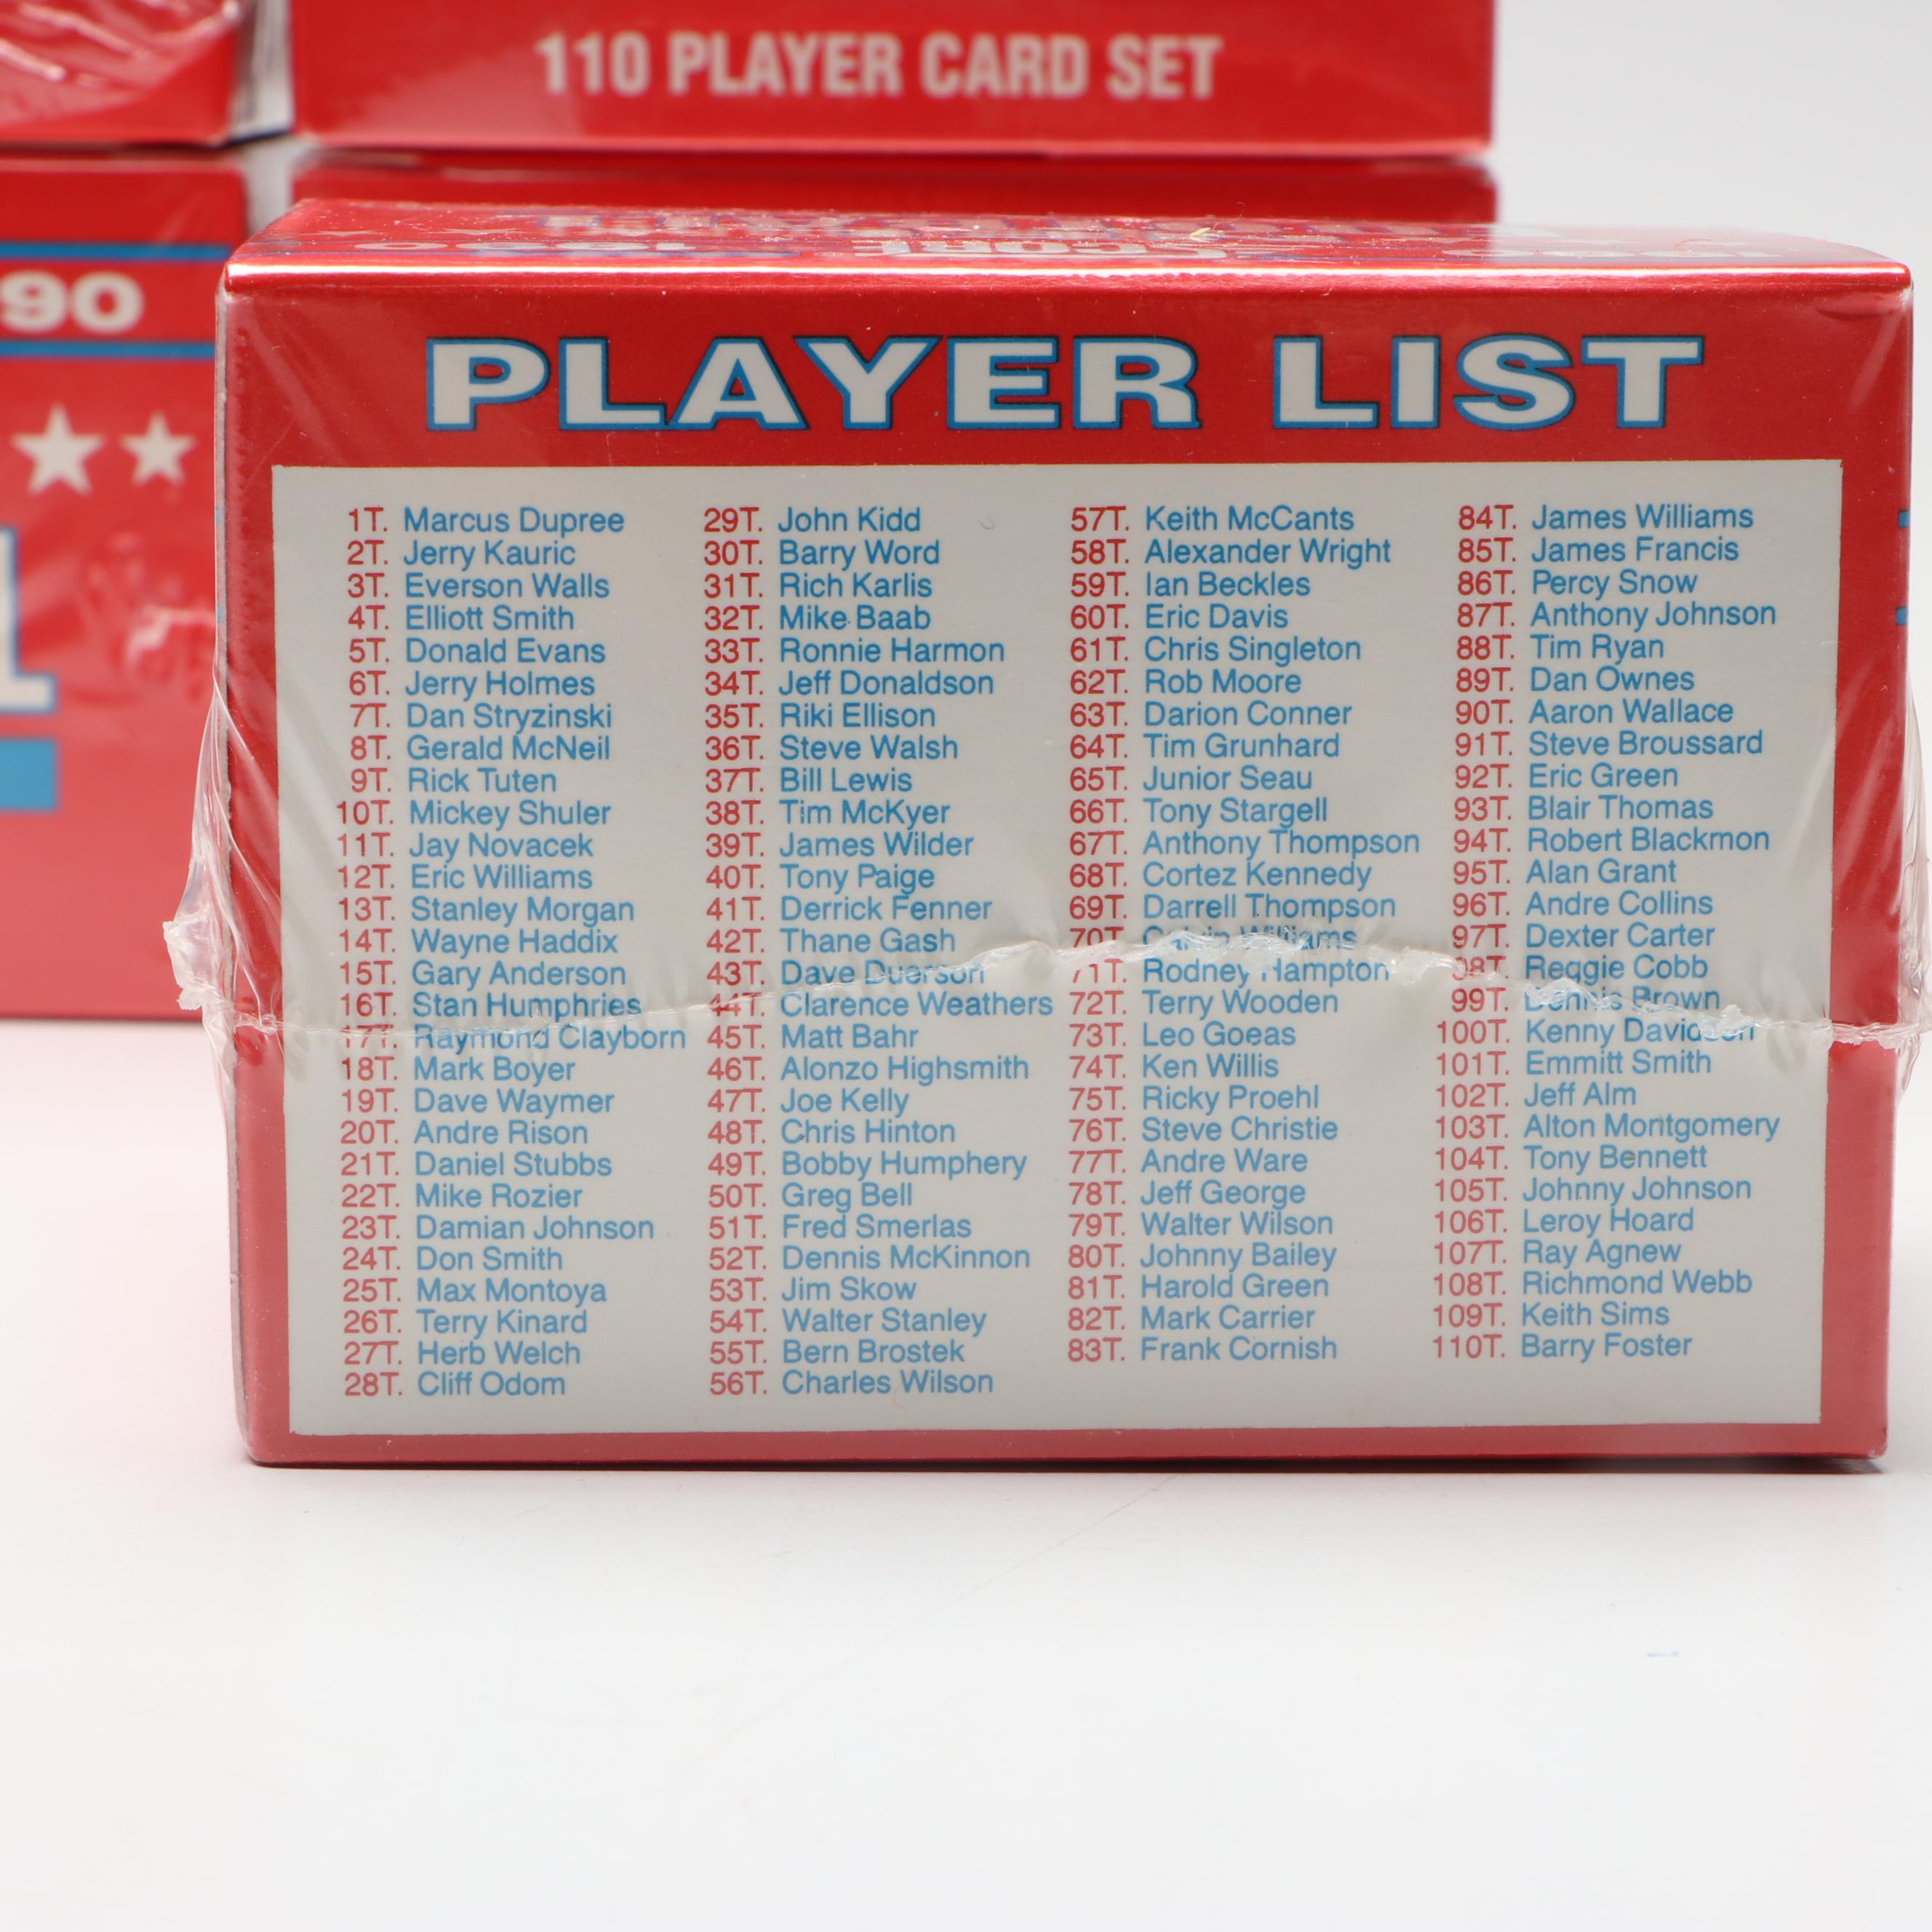 110 PLAYER CARD SET
90
PLAYER LIST
1T. Marcus Dupree
2T. Jerry Kauric
3T. Everson Walls
4T. Elliott Smith
5T. Donald Evans
6T. Jerry Holmes
7T. Dan Stryzinski
8T. Gerald McNeil
9T. Rick Tuten
10T. Mickey Shuler
11T. Jay Novacek
12T. Eric Williams
13T. Stanley Morgan
14T. Wayne Haddix
15T. Gary Anderson
16T. Stan Humphries
17T. Raymond Clayborn
18T. Mark Boyer
19T. Dave Waymer
20T. Andre Rison
21T. Daniel Stubbs
22T. Mike Rozier
23T. Damian Johnson
24T. Don Smith
25T. Max Montoya
26T. Terry Kinard
27T. Herb Welch
28T. Cliff Odom
29T. John Kidd
30T. Barry Word
31T. Rich Karlis
32T. Mike Baab
33T. Ronnie Harmon
34T. Jeff Donaldson
35T. Riki Ellison
36T. Steve Walsh
37T. Bill Lewis
38T. Tim McKyer
39T. James Wilder
40T. Tony Paige
41T. Derrick Fenner
42T. Thane Gash
43T. Dave Duerson
44T. Clarence Weathers
45T. Matt Bahr
46T. Alonzo Highsmith
47T. Joe Kelly
48T. Chris Hinton
49T. Bobby Humphery
50T. Greg Bell
51T. Fred Smerlas
52T. Dennis McKinnon
53T. Jim Skow
54T. Walter Stanley
55T. Bern Brostek
56T. Charles Wilson
57T. Keith McCants
58T. Alexander Wright
59T. Ian Beckles
60T. Eric Davis
61T. Chris Singleton
62T. Rob Moore
63T. Darion Conner
64T. Tim Grunhard
65T. Junior Seau
66T. Tony Stargell
67T. Anthony Thompson
68T. Cortez Kennedy
69T. Darrell Thompson
70T. Calvin Williams
71T. Rodney Hampton
72T. Terry Wooden
73T. Leo Goeas
74T. Ken Willis
75T. Ricky Proehl
76T. Steve Christie
77T. Andre Ware
78T. Jeff George
79T. Walter Wilson
80T. Johnny Bailey
81T. Harold Green
82T. Mark Carrier
83T. Frank Cornish
84T. James Williams
85T. James Francis
86T. Percy Snow
87T. Anthony Johnson
88T. Tim Ryan
89T. Dan Ownes
90T. Aaron Wallace
91T. Steve Broussard
92T. Eric Green
93T. Blair Thomas
94T. Robert Blackmon
95T. Alan Grant
96T. Andre Collins
97T. Dexter Carter
98T. Reggie Cobb
99T. Dennis Brown
100T. Kenny Davidson
101T. Emmitt Smith
102T. Jeff Alm
103T. Alton Montgomery
104T. Tony Bennett
105T. Johnny Johnson
106T. Leroy Hoard
107T. Ray Agnew
108T. Richmond Webb
109T. Keith Sims
110T. Barry Foster